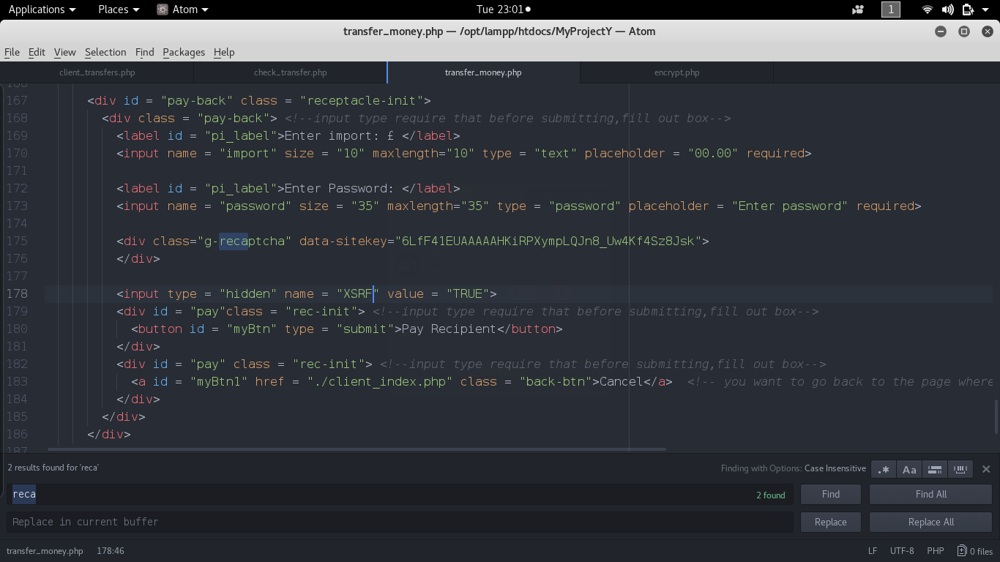 Applications Places Atom Tue 23:01 1
transfer_money.php — /opt/lampp/htdocs/MyProjectY — Atom
File Edit View Selection Find Packages Help
client_transfers.php check_transfer.php transfer_money.php encrypt.php
166
167 <div id = "pay-back" class = "receptacle-init">
168 <div class = "pay-back"> <!--input type require that before submitting,fill out box-->
169 <label id = "pi_label">Enter import: £ </label>
170 <input name = "import" size = "10" maxlength="10" type = "text" placeholder = "00.00" required>
171
172 <label id = "pi_label">Enter Password: </label>
173 <input name = "password" size = "35" maxlength="35" type = "password" placeholder = "Enter password" required>
174
175 <div class="g-recaptcha" data-sitekey="6LfF41EUAAAAAHKiRPXympLQJn8_Uw4Kf4Sz8Jsk">
176 </div>
177
178 <input type = "hidden" name = "XSRF" value = "TRUE">
179 <div id = "pay"class = "rec-init"> <!--input type require that before submitting,fill out box-->
180 <button id = "myBtn" type = "submit">Pay Recipient</button>
181 </div>
182 <div id = "pay" class = "rec-init"> <!--input type require that before submitting,fill out box-->
183 <a id = "myBtn1" href = "./client_index.php" class = "back-btn">Cancel</a> <!-- you want to go back to the page where
184 </div>
185 </div>
186 </div>
187
2 results found for 'reca' Finding with Options: Case Insensitive .* Aa
reca 2 found Find Find All
Replace in current buffer Replace Replace All
transfer_money.php 178:46 LF UTF-8 PHP 0 files